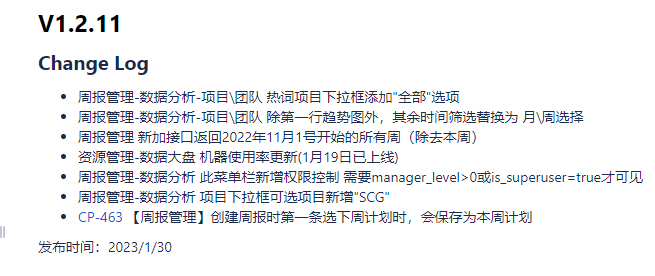 V1.2.11
Change Log
周报管理-数据分析-项目\团队 热词项目下拉框添加"全部"选项
周报管理-数据分析-项目\团队 除第一行趋势图外，其余时间筛选替换为 月\周选择
周报管理 新加接口返回2022年11月1号开始的所有周（除去本周）
资源管理-数据大盘 机器使用率更新(1月19日已上线)
周报管理-数据分析 此菜单栏新增权限控制 需要manager_level>0或is_superuser=true才可见
周报管理-数据分析 项目下拉框可选项目新增"SCG"
CP-463 【周报管理】创建周报时第一条选下周计划时，会保存为本周计划
发布时间：2023/1/30